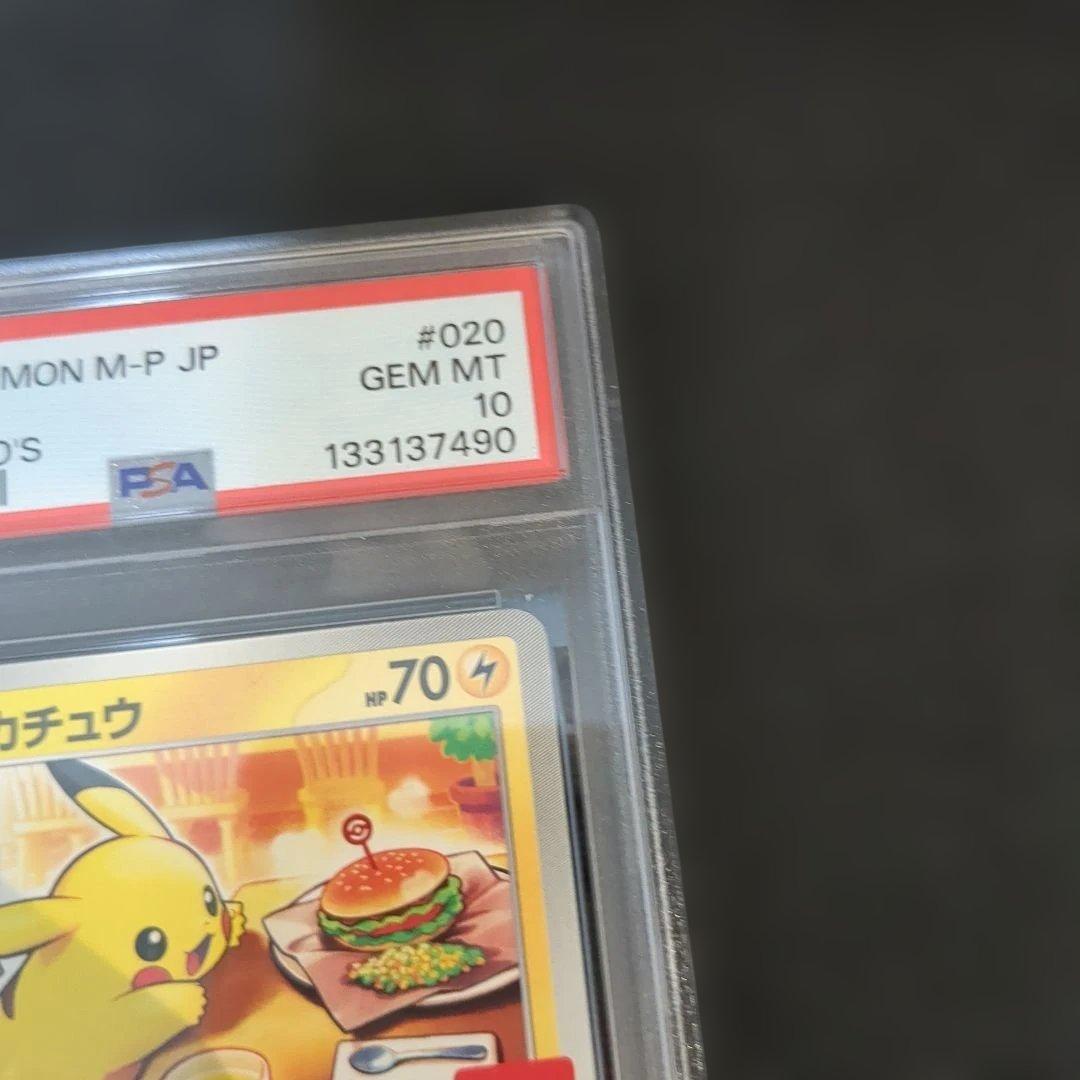 #020
MON M-P JP
GEM MT
10
D'S
133137490
PSA
カチュウ
HP70